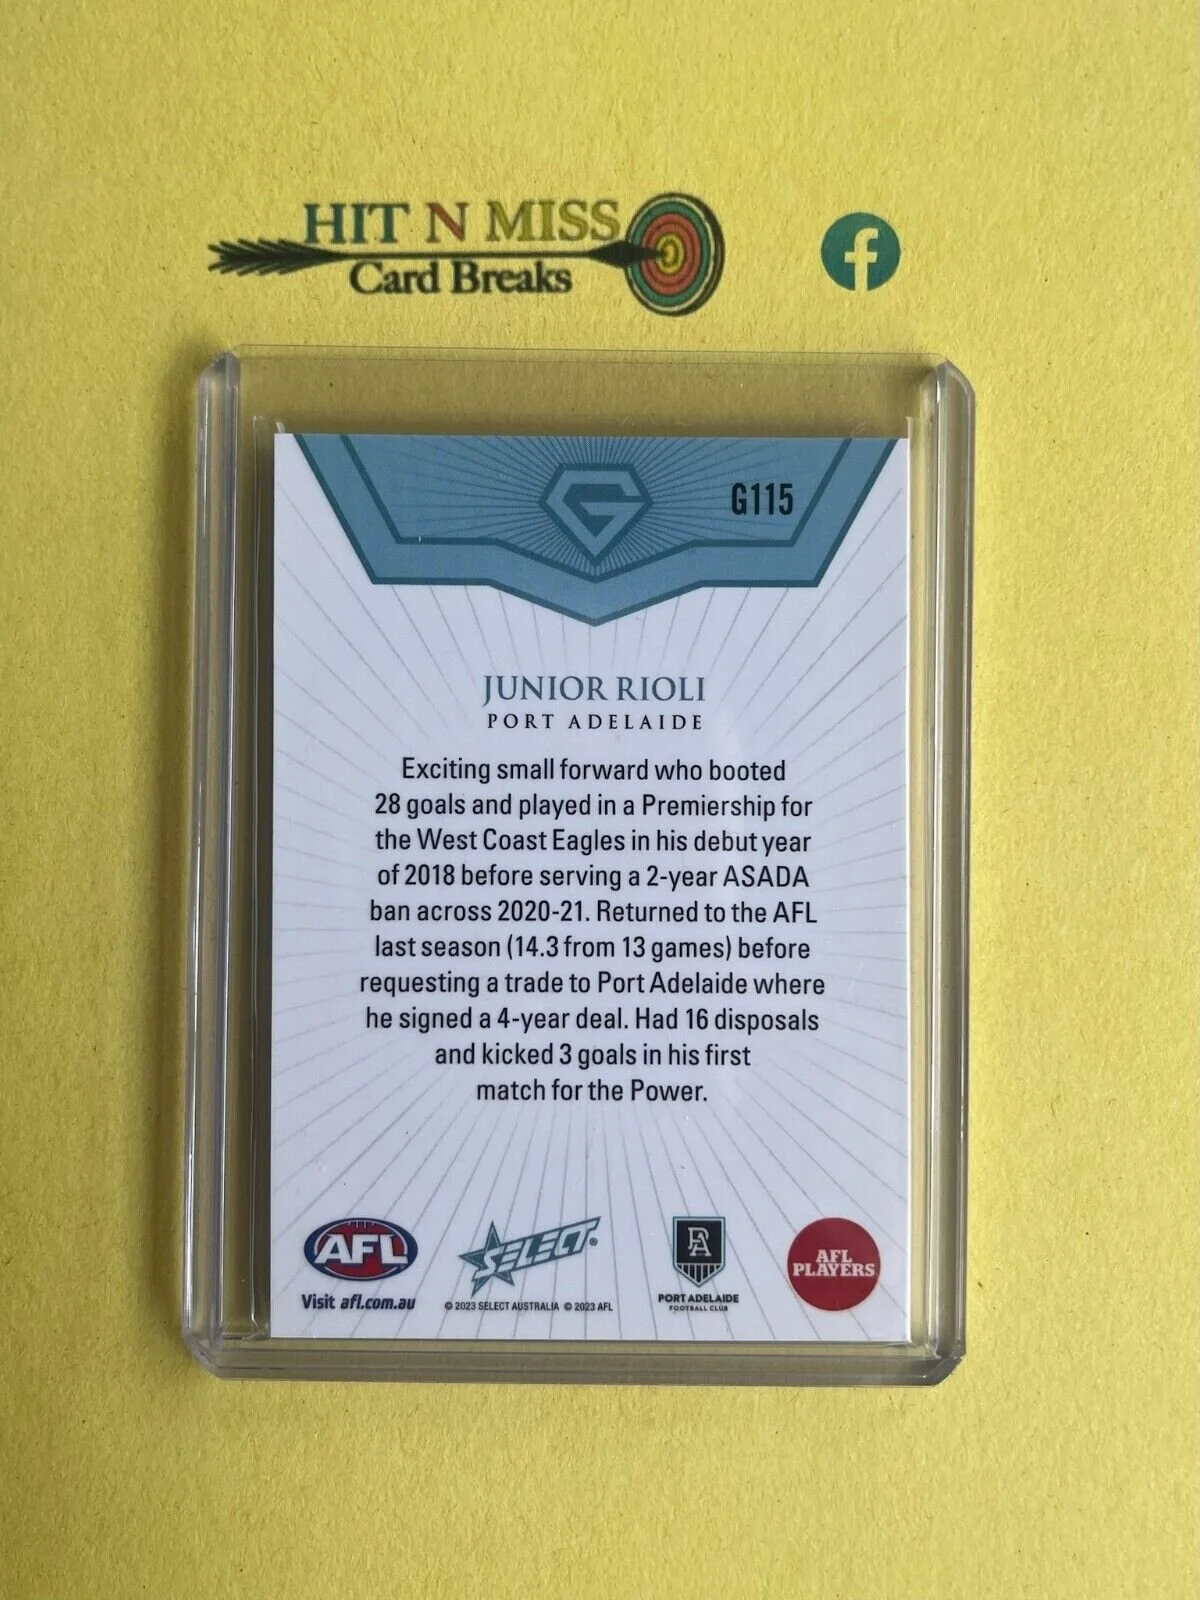 HIT N MISS
Card Breaks
f
G
G115
JUNIOR RIOLI
PORT ADELAIDE
Exciting small forward who booted
28 goals and played in a Premiership for
the West Coast Eagles in his debut year
of 2018 before serving a 2-year ASADA
ban across 2020-21. Returned to the AFL
last season (14.3 from 13 games) before
requesting a trade to Port Adelaide where
he signed a 4-year deal. Had 16 disposals
and kicked 3 goals in his first
match for the Power.
AFL
Visit afl.com.au
SELECT®
© 2023 SELECT AUSTRALIA © 2023 AFL
PA
PORT ADELAIDE
FOOTBALL CLUB
AFL
PLAYERS